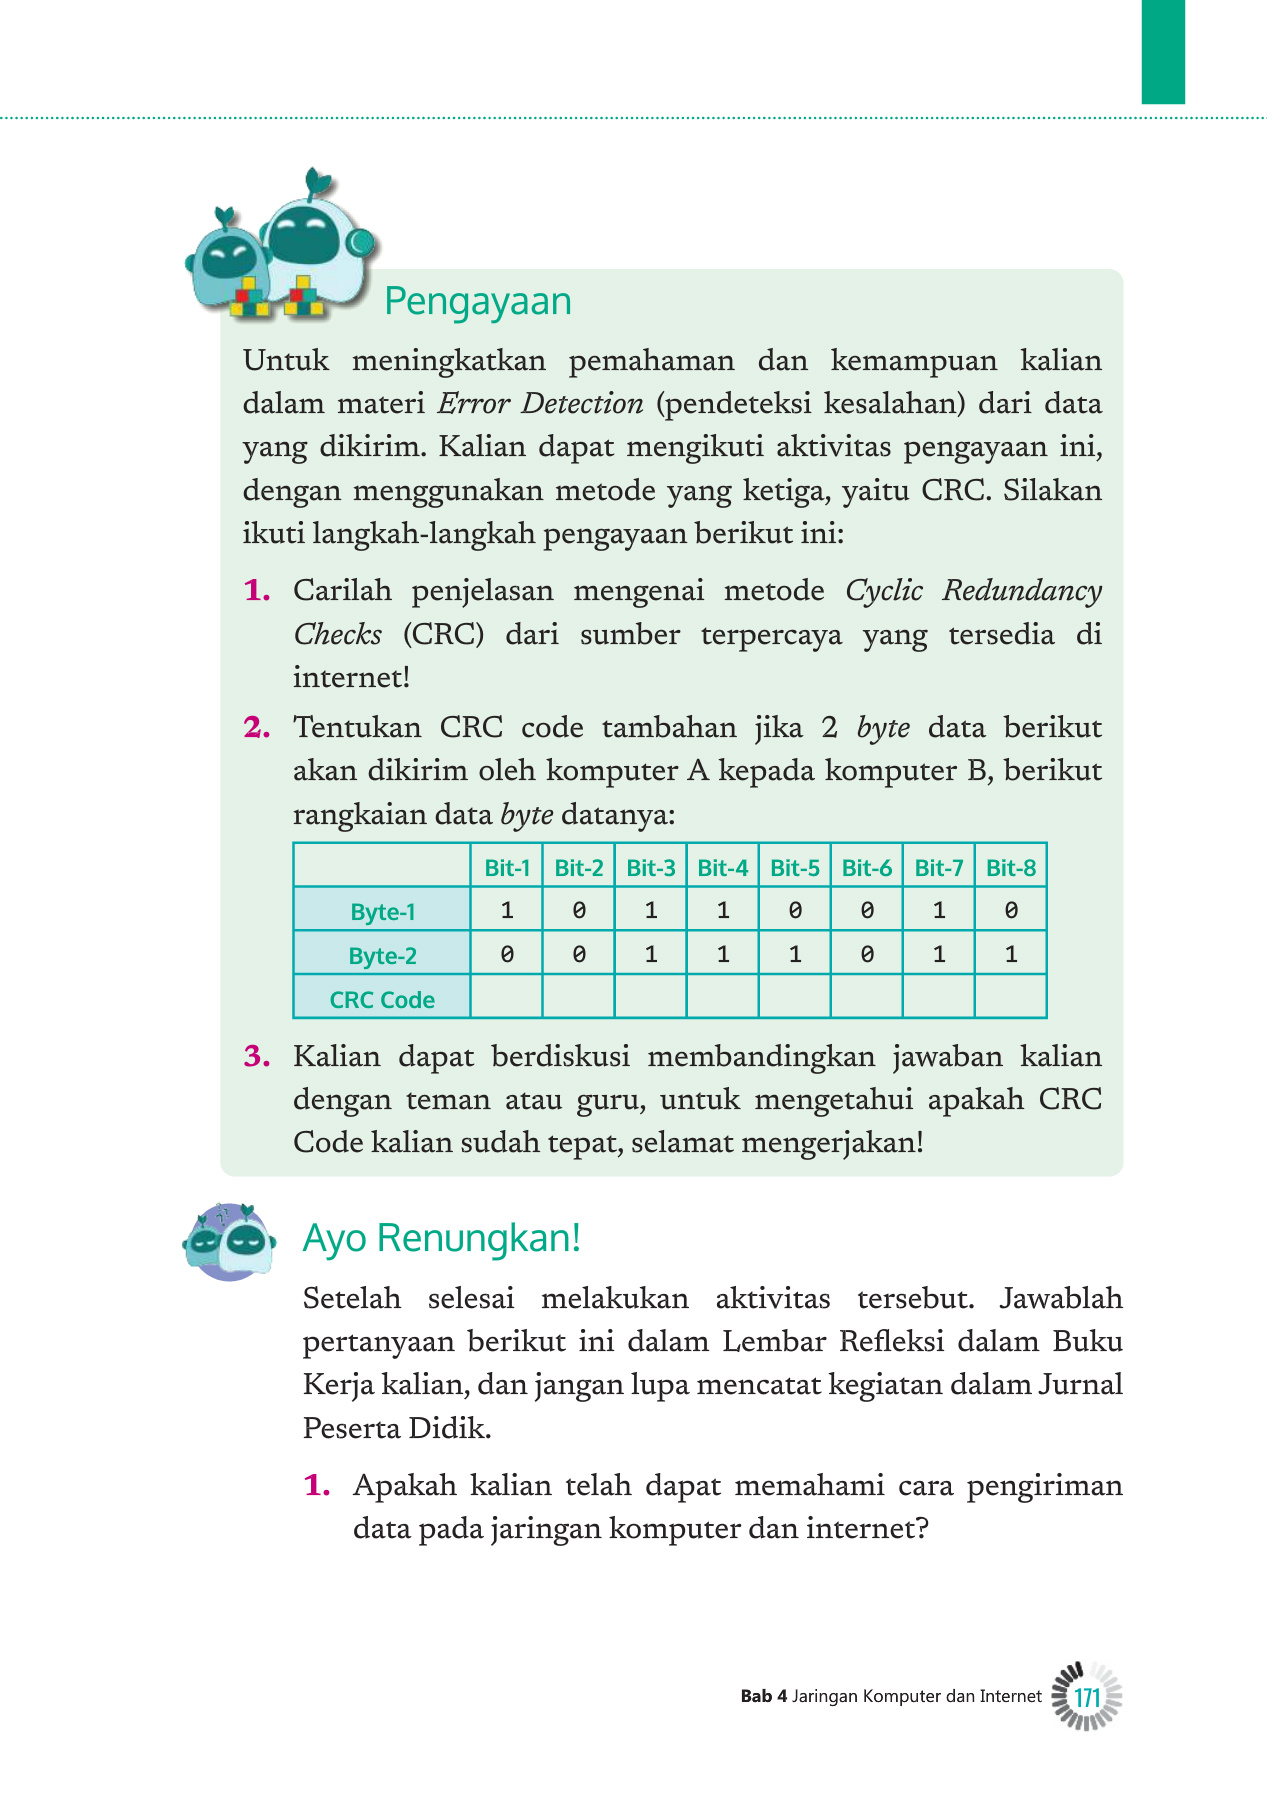 Pengayaan
Untuk meningkatkan pemahaman dan kemampuan kalian
dalam materi Error Detection (pendeteksi kesalahan) dari data
yang dikirim. Kalian dapat mengikuti aktivitas pengayaan ini,
dengan menggunakan metode yang ketiga, yaitu CRC. Silakan
ikuti langkah-langkah pengayaan berikut ini:
1. Carilah penjelasan mengenai metode Cyclic Redundancy
Checks (CRC) dari sumber terpercaya yang tersedia di
internet!
2. Tentukan CRC code tambahan jika 2 byte data berikut
akan dikirim oleh komputer A kepada komputer B, berikut
rangkaian data byte datanya:
Bit-1 Bit-2 Bit-3 Bit-4 Bit-5 Bit-6 Bit-7 Bit-8
Byte-1 1 0 1 1 0 0 1 0
Byte-2 0 0 1 1 1 0 1 1
CRC Code
3. Kalian dapat berdiskusi membandingkan jawaban kalian
dengan teman atau guru, untuk mengetahui apakah CRC
Code kalian sudah tepat, selamat mengerjakan!
Ayo Renungkan!
Setelah selesai melakukan aktivitas tersebut. Jawablah
pertanyaan berikut ini dalam Lembar Refleksi dalam Buku
Kerja kalian, dan jangan lupa mencatat kegiatan dalam Jurnal
Peserta Didik.
1. Apakah kalian telah dapat memahami cara pengiriman
data pada jaringan komputer dan internet?
Bab 4 Jaringan Komputer dan Internet 171